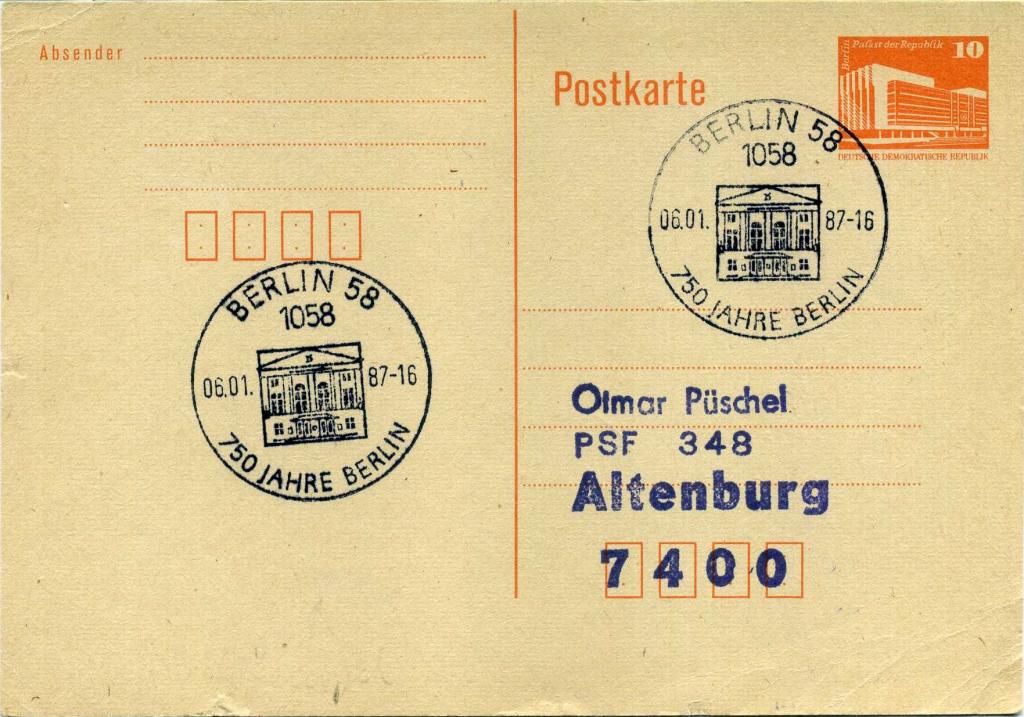 Absender
Postkarte
Berlin
Palast der Republik
10
DEUTSCHE DEMOKRATISCHE REPUBLIK
BERLIN 58
1058
06.01. 87-16
750 JAHRE BERLIN
BERLIN 58
1058
06.01. 87-16
750 JAHRE BERLIN
Olmar Püschel
PSF 348
Altenburg
7400